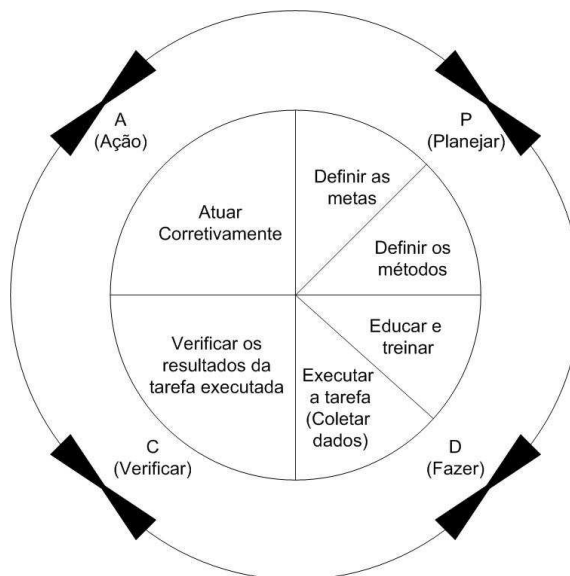 A
(Ação)
P
(Planejar)
Definir as
metas
Atuar
Corretivamente
Definir os
métodos
Educar e
treinar
Verificar os
resultados da
tarefa executada
Executar
a tarefa
(Coletar
dados)
C
(Verificar)
D
(Fazer)